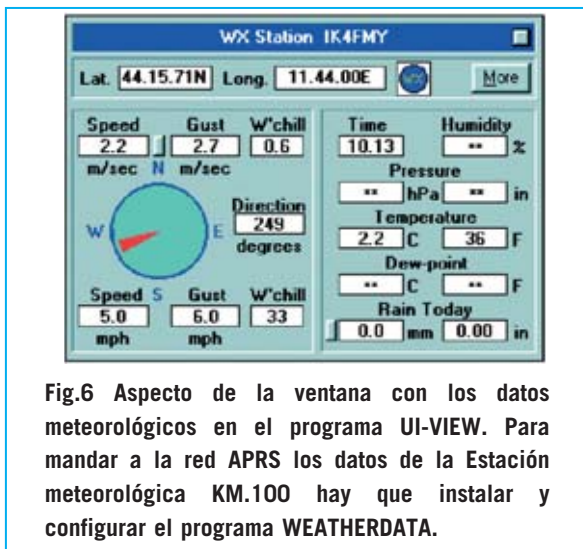 WX Station IK4FMY
Lat. 44.15.71N Long. 11.44.00E WX More
Speed Gust W'chill
2.2 2.7 0.6
m/sec N m/sec
W E
Direction
249
degrees
Speed S Gust W'chill
5.0 6.0 33
mph mph
Time Humidity
10.13 ** %
Pressure
** hPa ** in
Temperature
2.2 C 36 F
Dew-point
** C ** F
Rain Today
0.0 mm 0.00 in
Fig.6 Aspecto de la ventana con los datos
meteorológicos en el programa UI-VIEW. Para
mandar a la red APRS los datos de la Estación
meteorológica KM.100 hay que instalar y
configurar el programa WEATHERDATA.